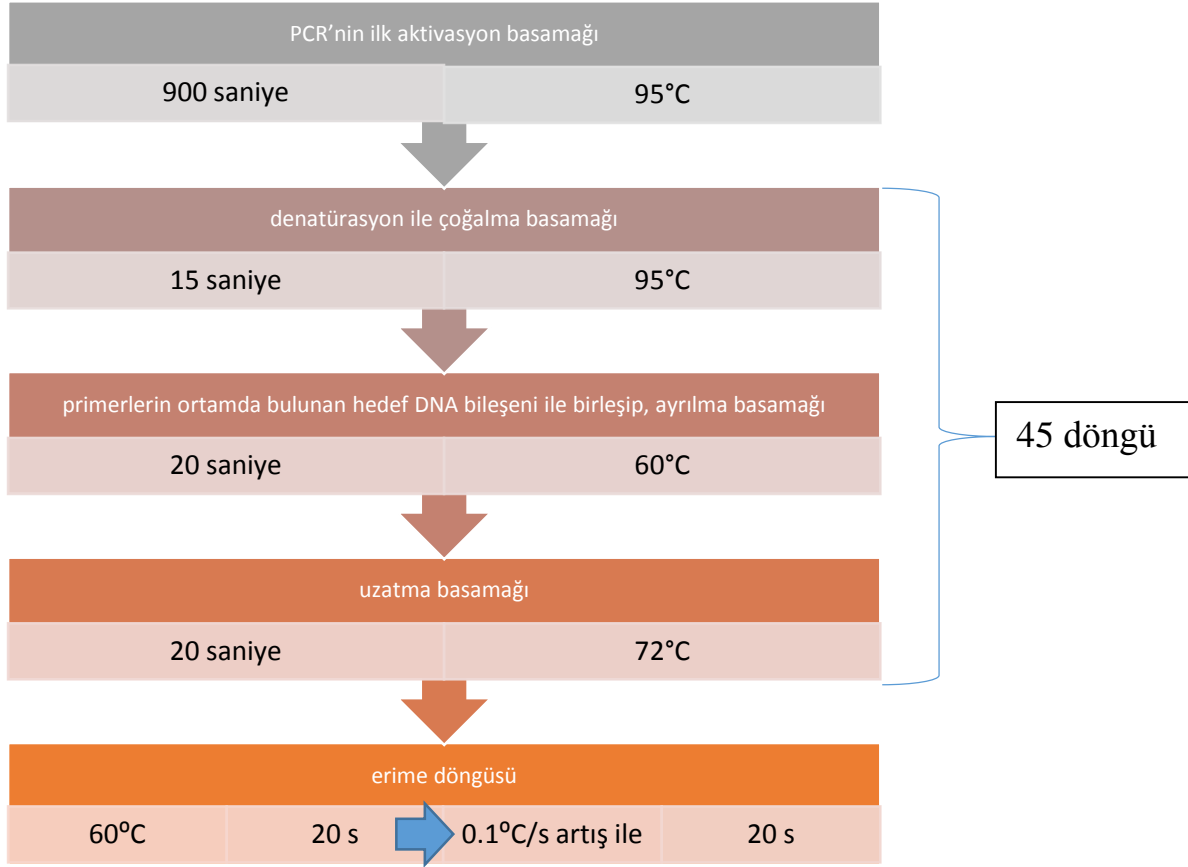 PCR'nin ilk aktivasyon basamağı
900 saniye 95°C
denatürasyon ile çoğalma basamağı
15 saniye 95°C
primerlerin ortamda bulunan hedef DNA bileşeni ile birleşip, ayrılma basamağı
20 saniye 60°C
45 döngü
uzatma basamağı
20 saniye 72°C
erime döngüsü
60⁰C 20 s 0.1⁰C/s artış ile 20 s